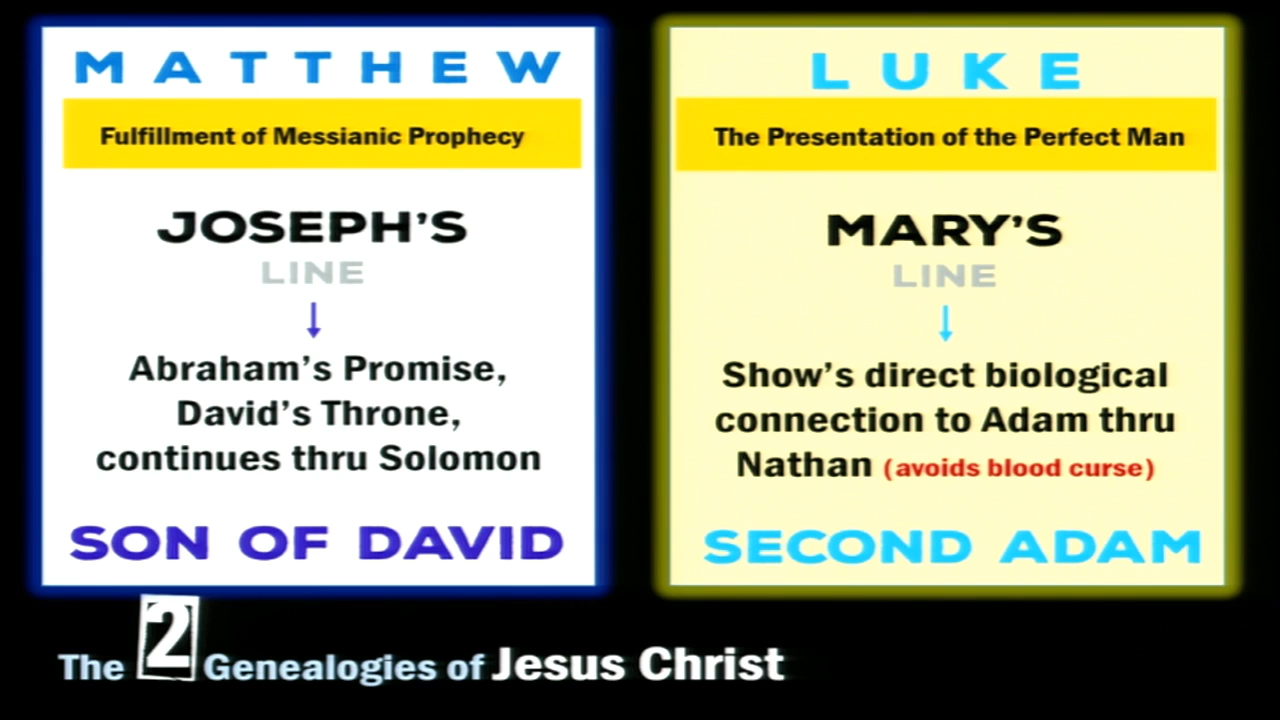 MATTHEW
Fulfillment of Messianic Prophecy
JOSEPH'S
LINE
Abraham's Promise,
David's Throne,
continues thru Solomon
SON OF DAVID
LUKE
The Presentation of the Perfect Man
MARY'S
LINE
Show's direct biological
connection to Adam thru
Nathan (avoids blood curse)
SECOND ADAM
The 2 Genealogies of Jesus Christ